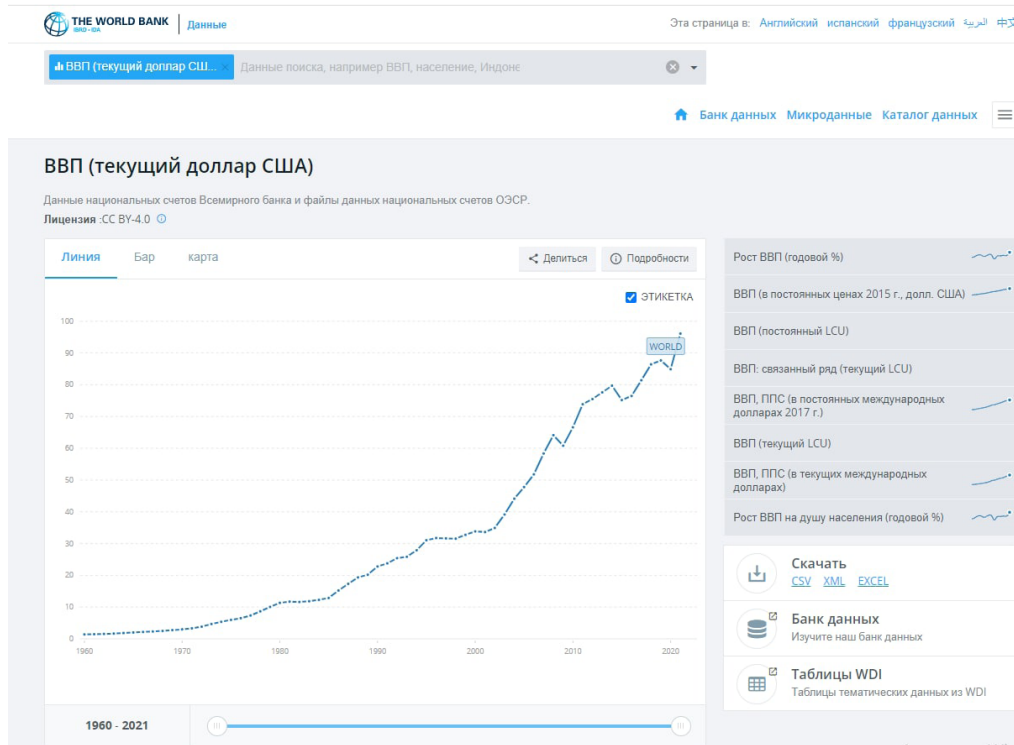 THE WORLD BANK
IBRD • IDA
Данные
Эта страница в: Английский испанский французский العربية 中文
ВВП (текущий доллар СШ... ×
Данные поиска, например ВВП, население, Индоне
Банк данных Микроданные Каталог данных
ВВП (текущий доллар США)
Данные национальных счетов Всемирного банка и файлы данных национальных счетов ОЭСР.
Лицензия :CC BY-4.0
Линия Бар карта
Делиться
Подробности
ЭТИКЕТКА
100
90
80
70
60
50
40
30
20
10
0
WORLD
1960 1970 1980 1990 2000 2010 2020
1960 - 2021
Рост ВВП (годовой %)
ВВП (в постоянных ценах 2015 г., долл. США)
ВВП (постоянный LCU)
ВВП: связанный ряд (текущий LCU)
ВВП, ППС (в постоянных международных
долларах 2017 г.)
ВВП (текущий LCU)
ВВП, ППС (в текущих международных
долларах)
Рост ВВП на душу населения (годовой %)
Скачать
CSV XML EXCEL
Банк данных
Изучите наш банк данных
Таблицы WDI
Таблицы тематических данных из WDI